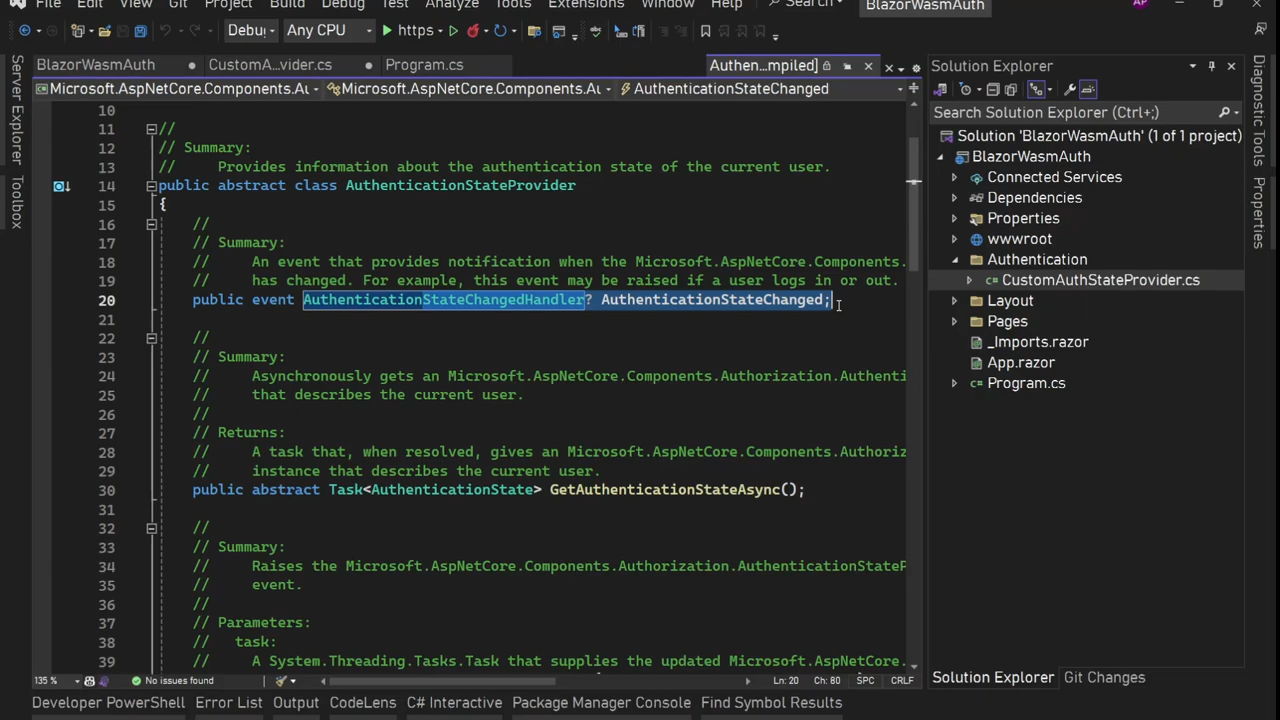 File Edit View Git Project Build Debug Test Analyze Tools Extensions Window Help Search BlazorWasmAuth AP
Debu Any CPU https
BlazorWasmAuth CustomA...vider.cs Program.cs Authen...mpiled]
Microsoft.AspNetCore.Components.Au Microsoft.AspNetCore.Components.Au AuthenticationStateChanged
10
11 //
12 // Summary:
13 // Provides information about the authentication state of the current user.
14 public abstract class AuthenticationStateProvider
15 {
16 //
17 // Summary:
18 // An event that provides notification when the Microsoft.AspNetCore.Components.
19 // has changed. For example, this event may be raised if a user logs in or out.
20 public event AuthenticationStateChangedHandler? AuthenticationStateChanged;
21
22 //
23 // Summary:
24 // Asynchronously gets an Microsoft.AspNetCore.Components.Authorization.Authenti
25 // that describes the current user.
26 //
27 // Returns:
28 // A task that, when resolved, gives an Microsoft.AspNetCore.Components.Authoriz
29 // instance that describes the current user.
30 public abstract Task<AuthenticationState> GetAuthenticationStateAsync();
31
32 //
33 // Summary:
34 // Raises the Microsoft.AspNetCore.Components.Authorization.AuthenticationStateP
35 // event.
36 //
37 // Parameters:
38 // task:
39 // A System.Threading.Tasks.Task that supplies the updated Microsoft.AspNetCore.
135 % No issues found Ln: 20 Ch: 80 SPC CRLF
Developer PowerShell Error List Output CodeLens C# Interactive Package Manager Console Find Symbol Results
Server Explorer
Toolbox
Solution Explorer
Search Solution Explorer (Ctrl+;)
Solution 'BlazorWasmAuth' (1 of 1 project)
BlazorWasmAuth
Connected Services
Dependencies
Properties
wwwroot
Authentication
C# CustomAuthStateProvider.cs
Layout
Pages
_Imports.razor
App.razor
C# Program.cs
Solution Explorer Git Changes
Diagnostic Tools
Properties